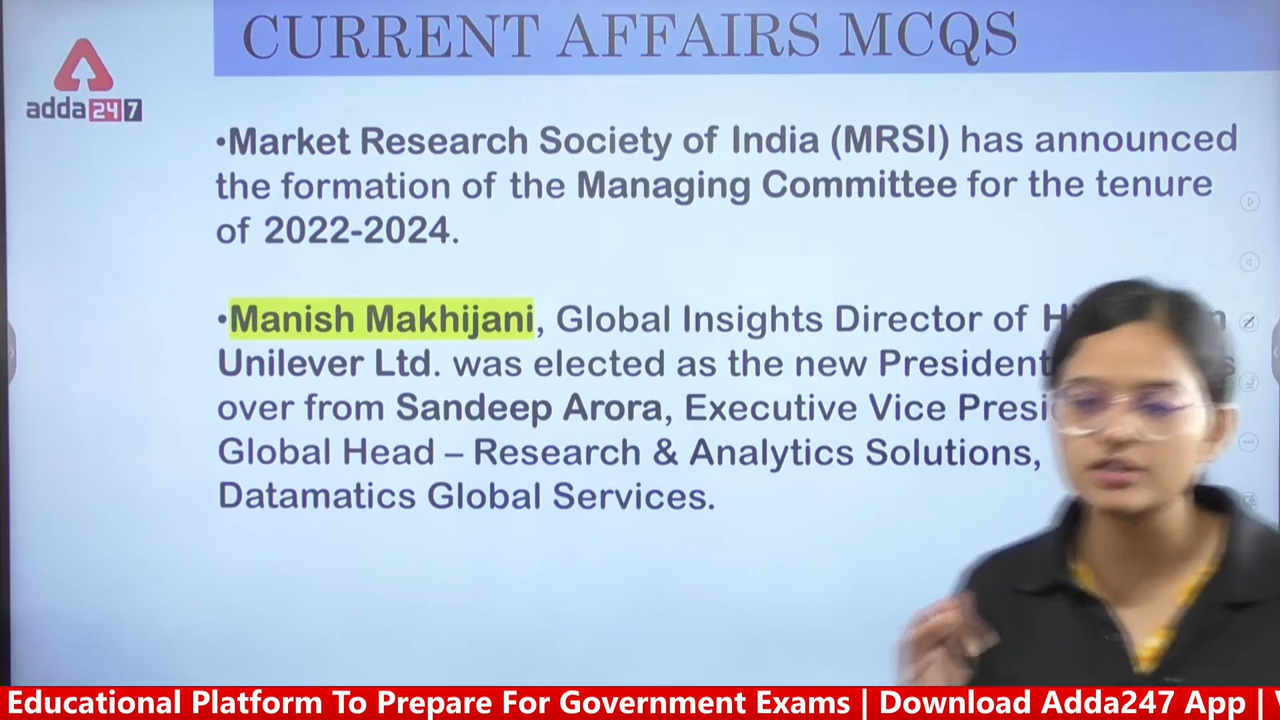 CURRENT AFFAIRS MCQS
adda247
•Market Research Society of India (MRSI) has announced
the formation of the Managing Committee for the tenure
of 2022-2024.
•Manish Makhijani, Global Insights Director of
Unilever Ltd. was elected as the new President
over from Sandeep Arora, Executive Vice
Global Head – Research & Analytics Solutions,
Datamatics Global Services.
Educational Platform To Prepare For Government Exams | Download Adda247 App |